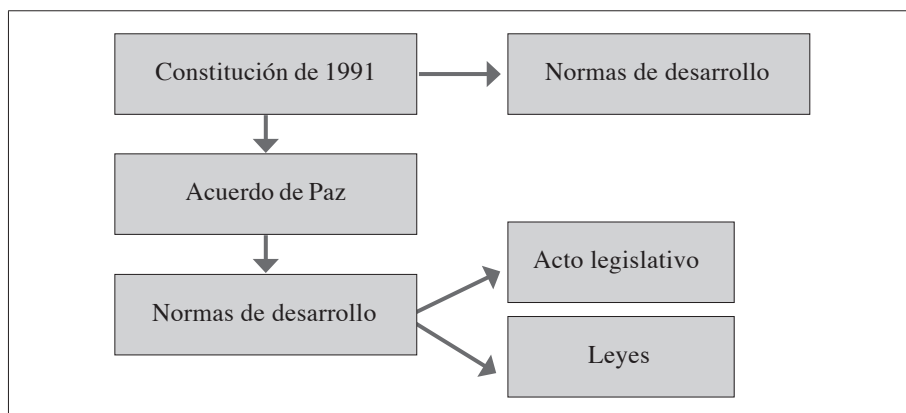 Constitución de 1991
Normas de desarrollo
Acuerdo de Paz
Acto legislativo
Normas de desarrollo
Leyes